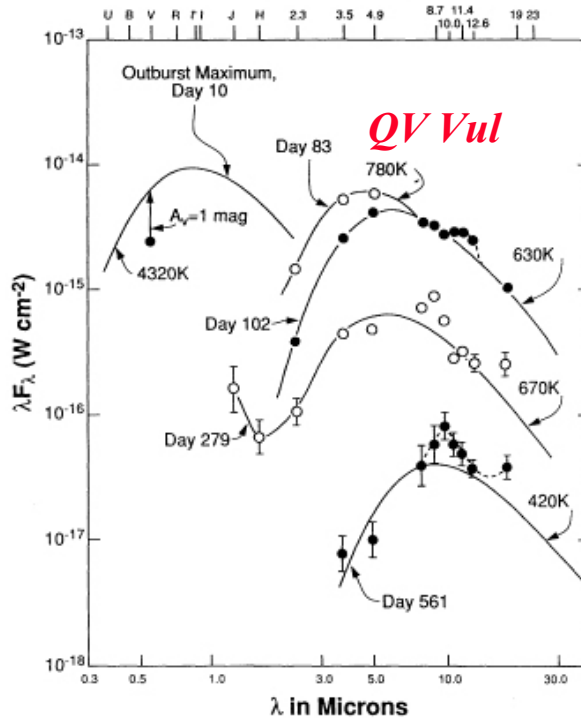 U B V R I' I J H 2.3 3.5 4.9 8.7 11.4 19 23
10.0 12.6
10⁻¹³
Outburst Maximum,
Day 10
QV Vul
Day 83
780K
10⁻¹⁴
Aᵥ=1 mag
4320K
630K
10⁻¹⁵
Day 102
670K
10⁻¹⁶
Day 279
420K
10⁻¹⁷
Day 561
10⁻¹⁸
λFλ (W cm⁻²)
0.3 0.5 1.0 3.0 5.0 10.0 30.0
λ in Microns